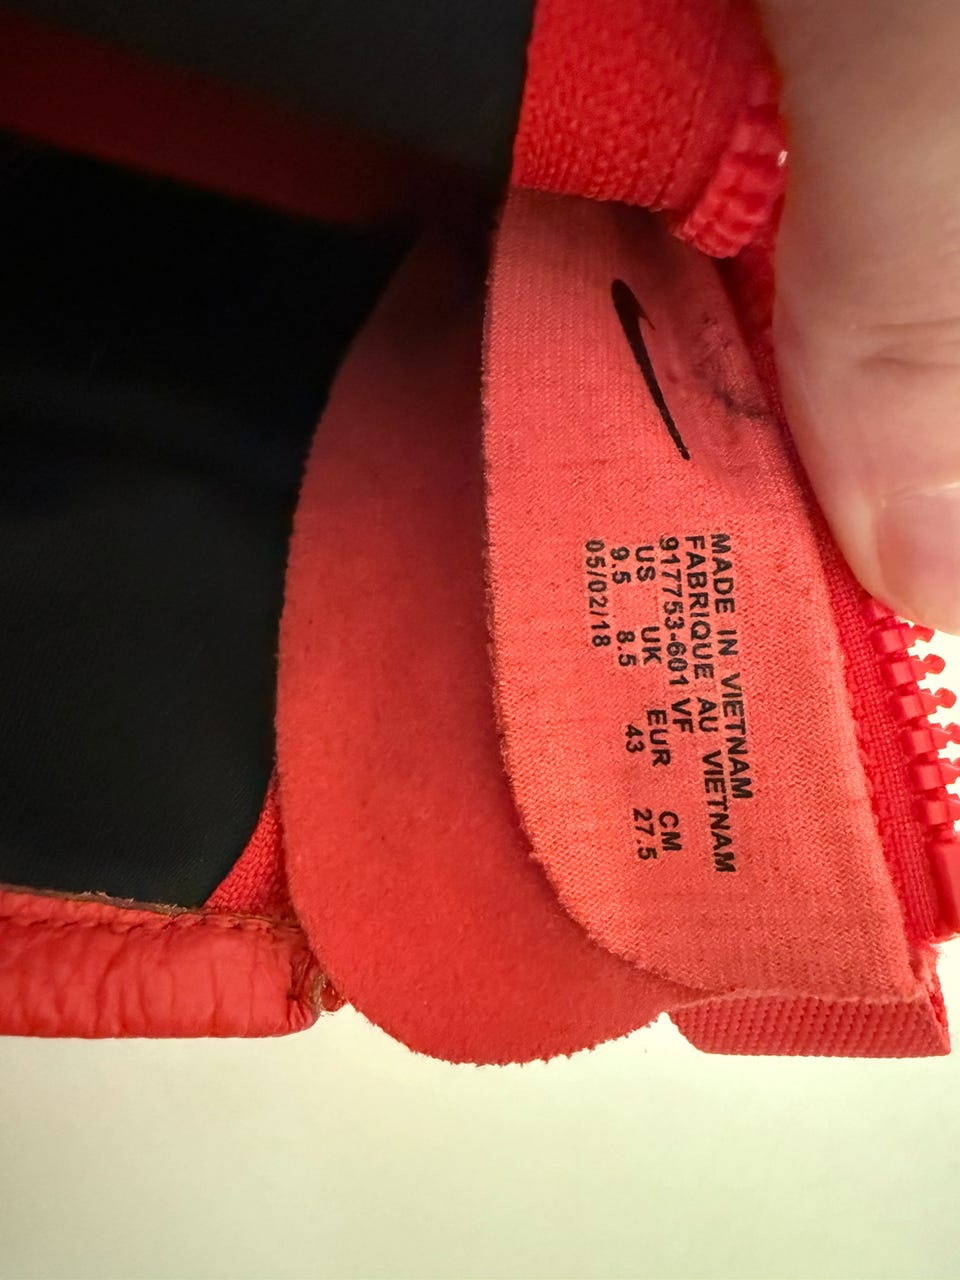 MADE IN VIETNAM
FABRIQUE AU VIETNAM
917753-601 VF
US UK EUR CM
9.5 8.5 43 27.5
05/02/18